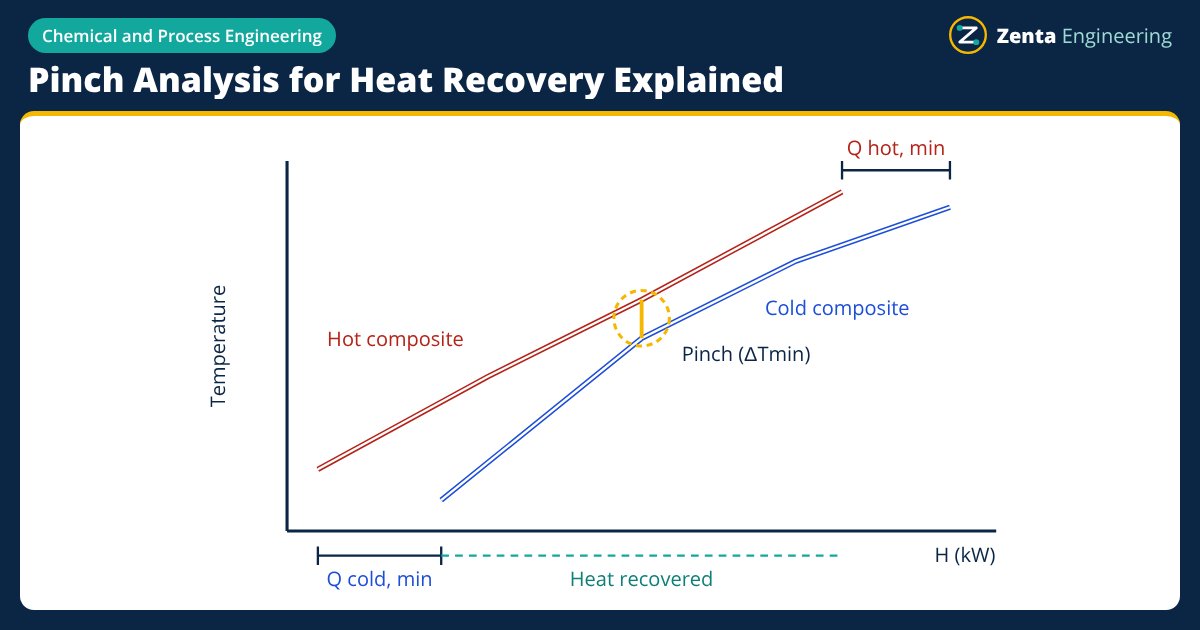 Chemical and Process Engineering
Zenta Engineering
Pinch Analysis for Heat Recovery Explained
Q hot, min
Temperature
Hot composite
Cold composite
Pinch (ΔTmin)
H (kW)
Q cold, min
Heat recovered